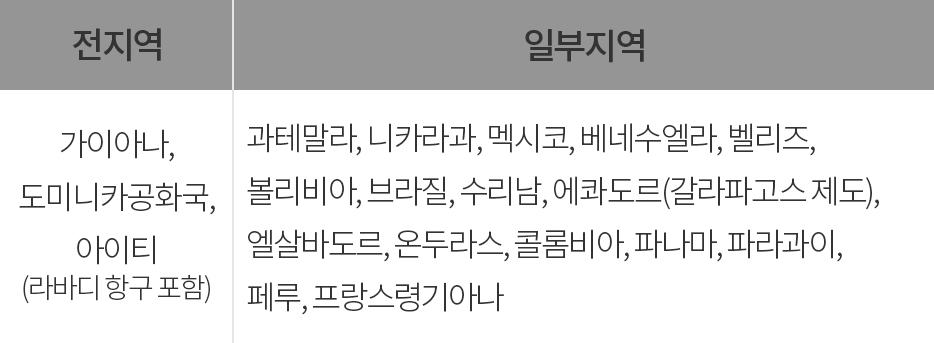 전지역
일부지역
가이아나,
도미니카공화국,
아이티
(라바디 항구 포함)
과테말라, 니카라과, 멕시코, 베네수엘라, 벨리즈,
볼리비아, 브라질, 수리남, 에콰도르(갈라파고스 제도),
엘살바도르, 온두라스, 콜롬비아, 파나마, 파라과이,
페루, 프랑스령기아나